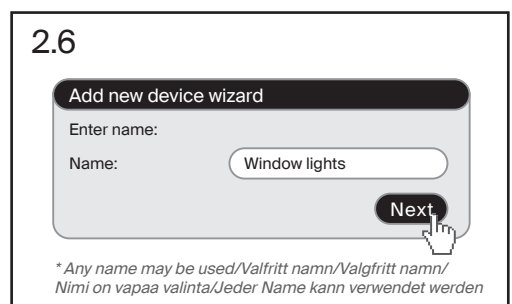 2.6
Add new device wizard
Enter name:
Name: Window lights
Next
* Any name may be used/Valfritt namn/Valgfritt namn/
Nimi on vapaa valinta/Jeder Name kann verwendet werden